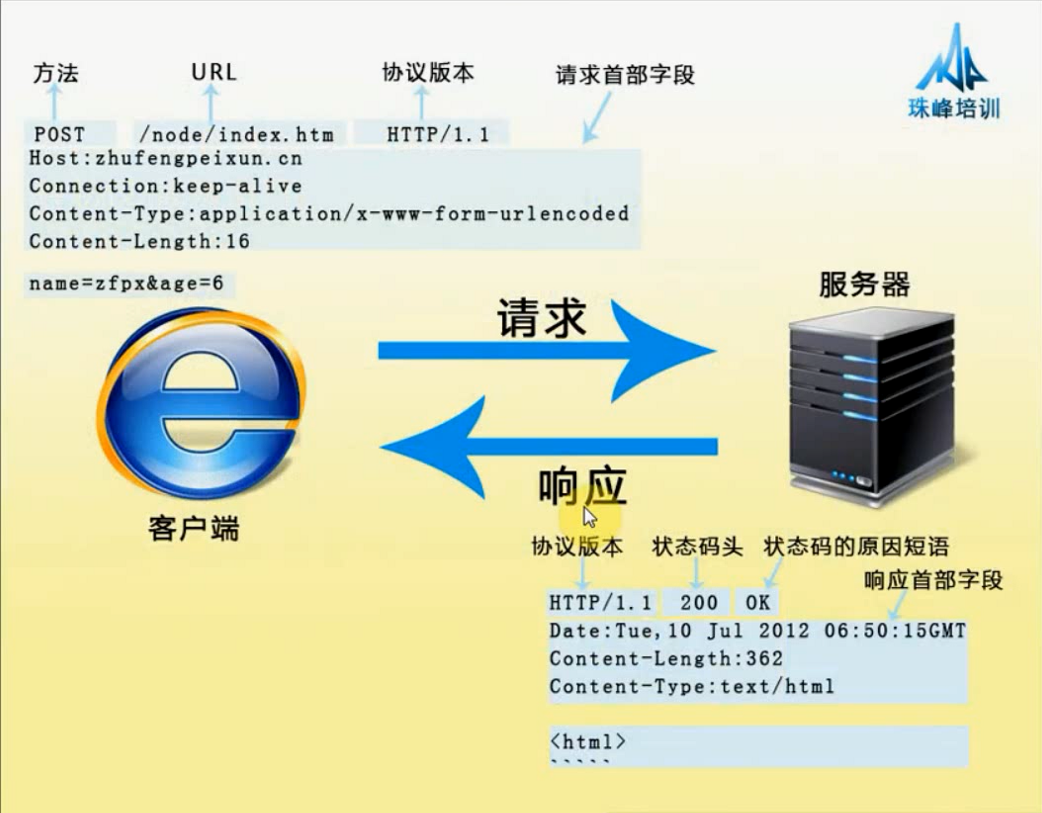 方法 URL 协议版本 请求首部字段
珠峰培训
POST /node/index.htm HTTP/1.1
Host:zhufengpeixun.cn
Connection:keep-alive
Content-Type:application/x-www-form-urlencoded
Content-Length:16
name=zfpx&age=6
服务器
请求
响应
客户端
协议版本 状态码头 状态码的原因短语
响应首部字段
HTTP/1.1 200 OK
Date:Tue,10 Jul 2012 06:50:15GMT
Content-Length:362
Content-Type:text/html
<html>
`````